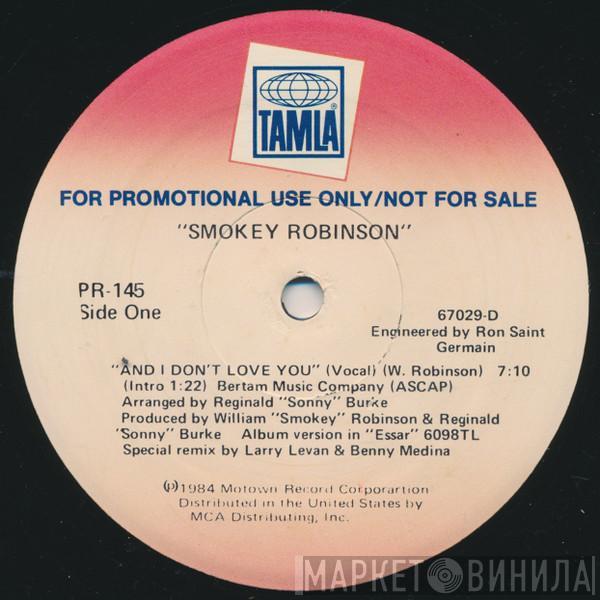 TAMLA®
FOR PROMOTIONAL USE ONLY/NOT FOR SALE
"SMOKEY ROBINSON"
PR-145
Side One
67029-D
Engineered by Ron Saint
Germain
"AND I DON'T LOVE YOU" (Vocal) (W. Robinson) 7:10
(Intro 1:22) Bertam Music Company (ASCAP)
Arranged by Reginald "Sonny" Burke
Produced by William "Smokey" Robinson & Reginald
"Sonny" Burke Album version in "Essar" 6098TL
Special remix by Larry Levan & Benny Medina
℗1984 Motown Record Corporartion
Distributed in the United States by
MCA Distributing, Inc.
МАРКЕТ ВИНИЛА